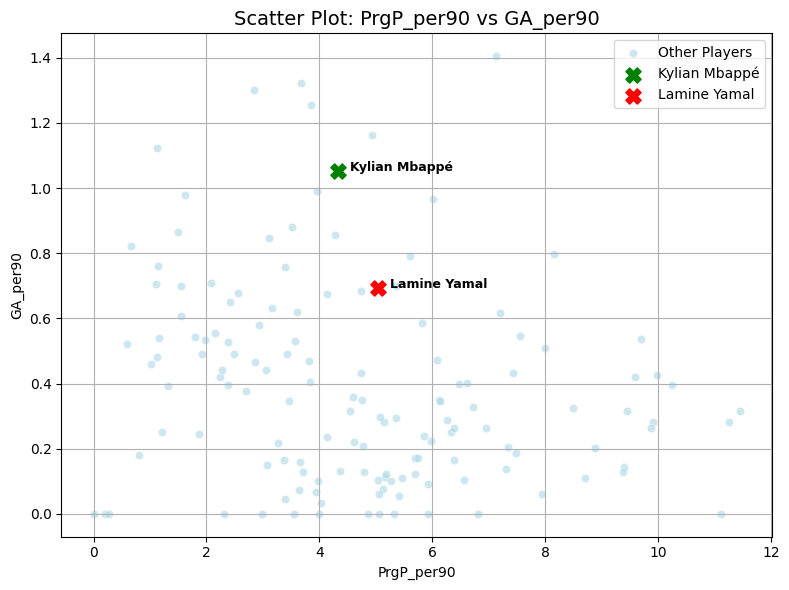 Scatter Plot: PrgP_per90 vs GA_per90
Other Players
Kylian Mbappé
Lamine Yamal
1.4
1.2
1.0
0.8
0.6
0.4
0.2
0.0
GA_per90
Kylian Mbappé
Lamine Yamal
0
2
4
6
8
10
12
PrgP_per90